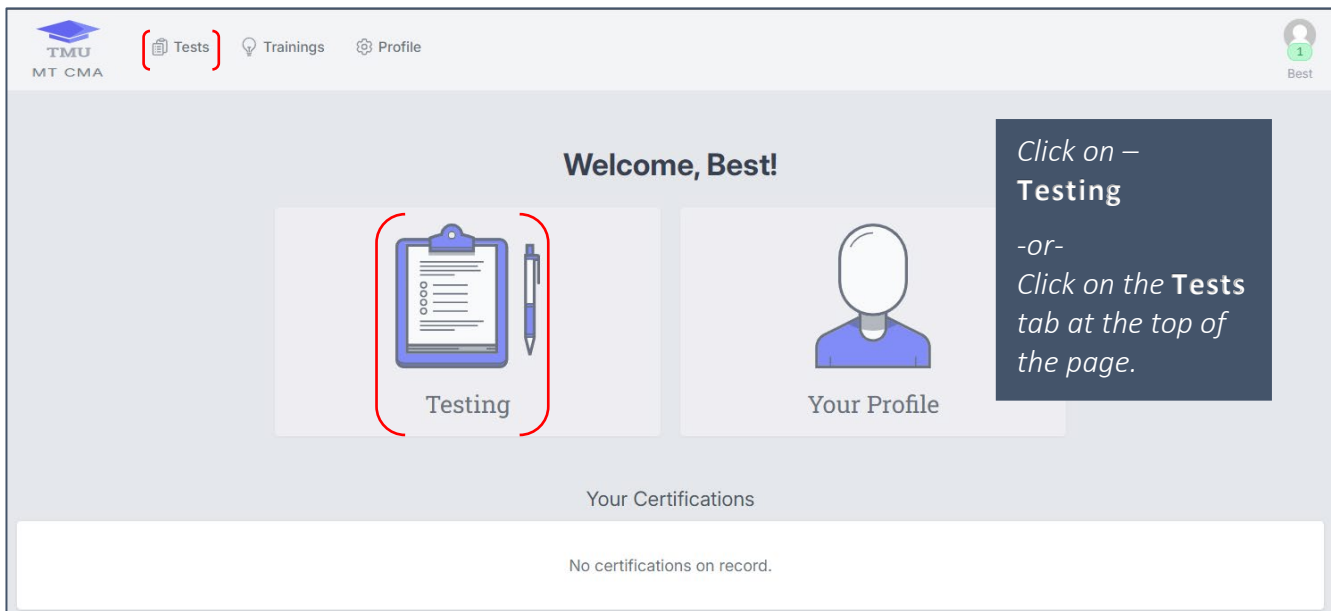 TMU
MT CMA
Tests
Trainings
Profile
1
Best
Welcome, Best!
Testing
Your Profile
Click on –
Testing
-or-
Click on the Tests
tab at the top of
the page.
Your Certifications
No certifications on record.